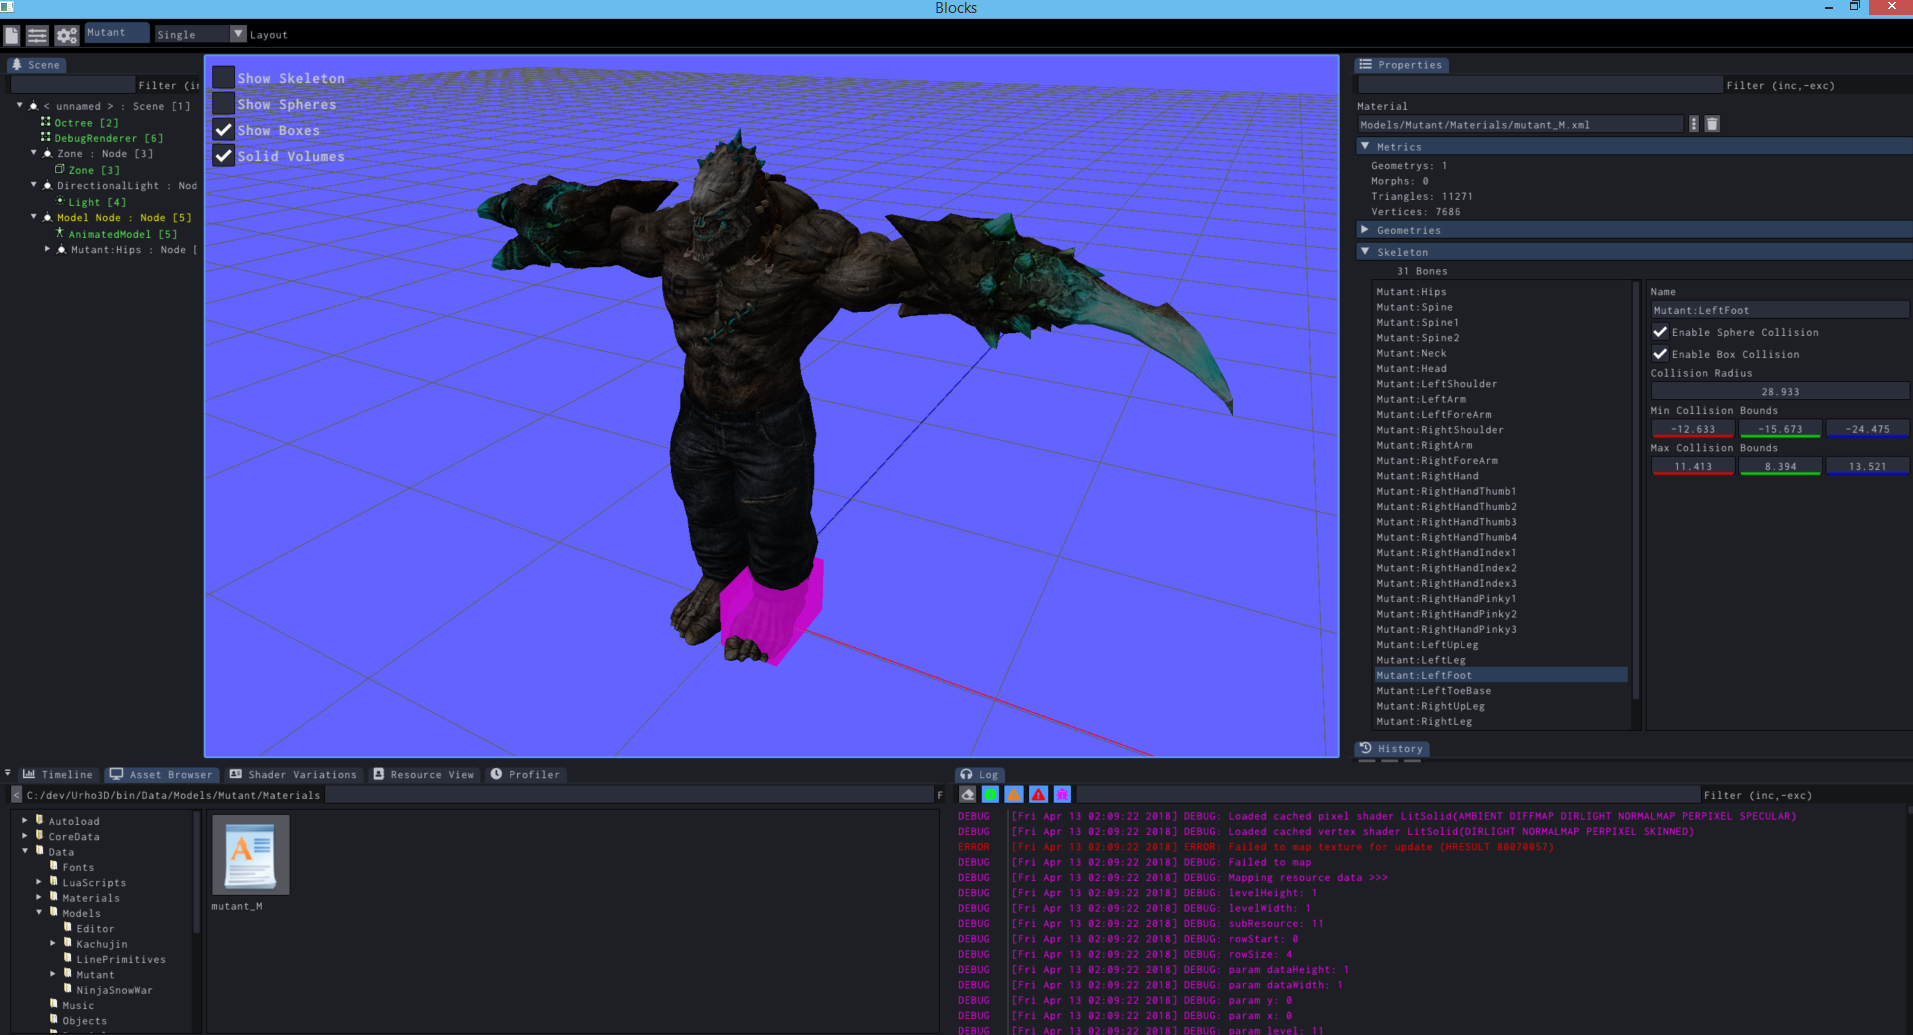 Blocks
Mutant
Single
Layout
Scene
Filter (in
< unnamed > : Scene [1]
Octree [2]
DebugRenderer [6]
Zone : Node [3]
Zone [3]
DirectionalLight : Nod
Light [4]
Model Node : Node [5]
AnimatedModel [5]
Mutant:Hips : Node [
Show Skeleton
Show Spheres
Show Boxes
Solid Volumes
Properties
Filter (inc,-exc)
Material
Models/Mutant/Materials/mutant_M.xml
Metrics
Geometrys: 1
Morphs: 0
Triangles: 11271
Vertices: 7686
Geometries
Skeleton
31 Bones
Mutant:Hips
Mutant:Spine
Mutant:Spine1
Mutant:Spine2
Mutant:Neck
Mutant:Head
Mutant:LeftShoulder
Mutant:LeftArm
Mutant:LeftForeArm
Mutant:RightShoulder
Mutant:RightArm
Mutant:RightForeArm
Mutant:RightHand
Mutant:RightHandThumb1
Mutant:RightHandThumb2
Mutant:RightHandThumb3
Mutant:RightHandThumb4
Mutant:RightHandIndex1
Mutant:RightHandIndex2
Mutant:RightHandIndex3
Mutant:RightHandPinky1
Mutant:RightHandPinky2
Mutant:RightHandPinky3
Mutant:LeftUpLeg
Mutant:LeftLeg
Mutant:LeftFoot
Mutant:LeftToeBase
Mutant:RightUpLeg
Mutant:RightLeg
Name
Mutant:LeftFoot
Enable Sphere Collision
Enable Box Collision
Collision Radius
28.933
Min Collision Bounds
-12.633 -15.673 -24.475
Max Collision Bounds
11.413 8.394 13.521
History
Timeline
Asset Browser
Shader Variations
Resource View
Profiler
< C:/dev/Urho3D/bin/Data/Models/Mutant/Materials F
Autoload
CoreData
Data
Fonts
LuaScripts
Materials
Models
Editor
Kachujin
LinePrimitives
Mutant
NinjaSnowWar
Music
Objects
mutant_M
Log
Filter (inc,-exc)
DEBUG [Fri Apr 13 02:09:22 2018] DEBUG: Loaded cached pixel shader LitSolid(AMBIENT DIFFMAP DIRLIGHT NORMALMAP PERPIXEL SPECULAR)
DEBUG [Fri Apr 13 02:09:22 2018] DEBUG: Loaded cached vertex shader LitSolid(DIRLIGHT NORMALMAP PERPIXEL SKINNED)
ERROR [Fri Apr 13 02:09:22 2018] ERROR: Failed to map texture for update (HRESULT 80070057)
DEBUG [Fri Apr 13 02:09:22 2018] DEBUG: Failed to map
DEBUG [Fri Apr 13 02:09:22 2018] DEBUG: Mapping resource data >>>
DEBUG [Fri Apr 13 02:09:22 2018] DEBUG: levelHeight: 1
DEBUG [Fri Apr 13 02:09:22 2018] DEBUG: levelWidth: 1
DEBUG [Fri Apr 13 02:09:22 2018] DEBUG: subResource: 11
DEBUG [Fri Apr 13 02:09:22 2018] DEBUG: rowStart: 0
DEBUG [Fri Apr 13 02:09:22 2018] DEBUG: rowSize: 4
DEBUG [Fri Apr 13 02:09:22 2018] DEBUG: param dataHeight: 1
DEBUG [Fri Apr 13 02:09:22 2018] DEBUG: param dataWidth: 1
DEBUG [Fri Apr 13 02:09:22 2018] DEBUG: param y: 0
DEBUG [Fri Apr 13 02:09:22 2018] DEBUG: param x: 0
DEBUG [Fri Apr 13 02:09:22 2018] DEBUG: param level: 11